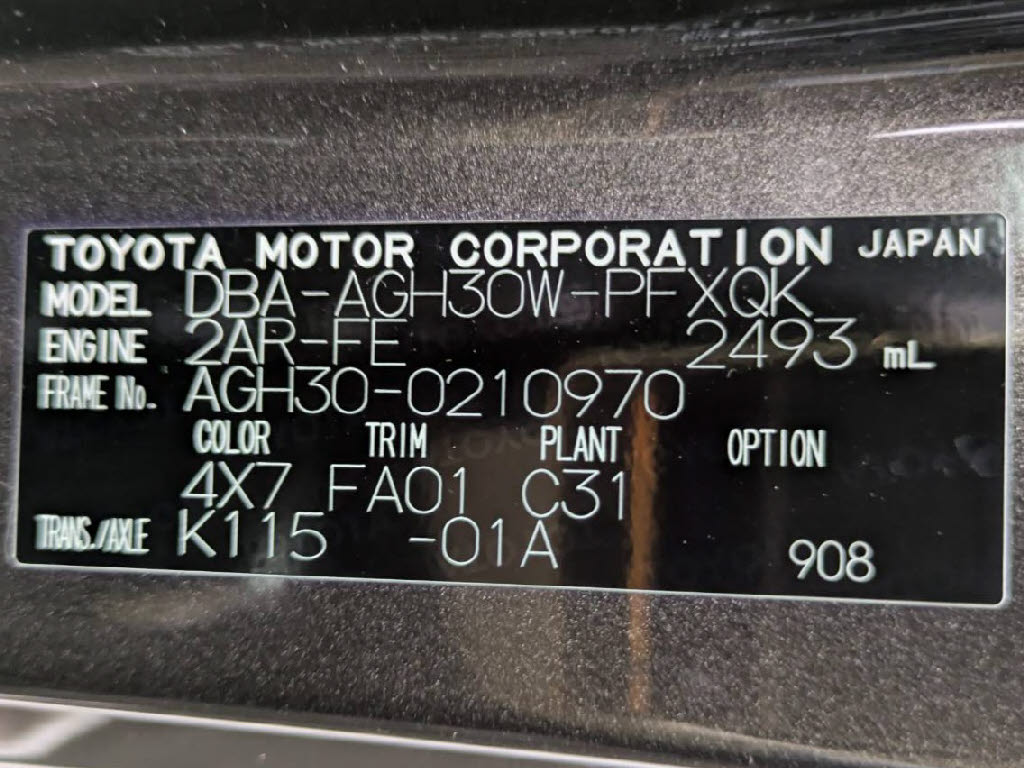 TOYOTA MOTOR CORPORATION JAPAN
MODEL DBA-AGH30W-PFXQK
ENGINE 2AR-FE 2493 mL
FRAME No. AGH30-0210970
COLOR TRIM PLANT OPTION
4X7 FA01 C31
TRANS./AXLE K115 -01A 908